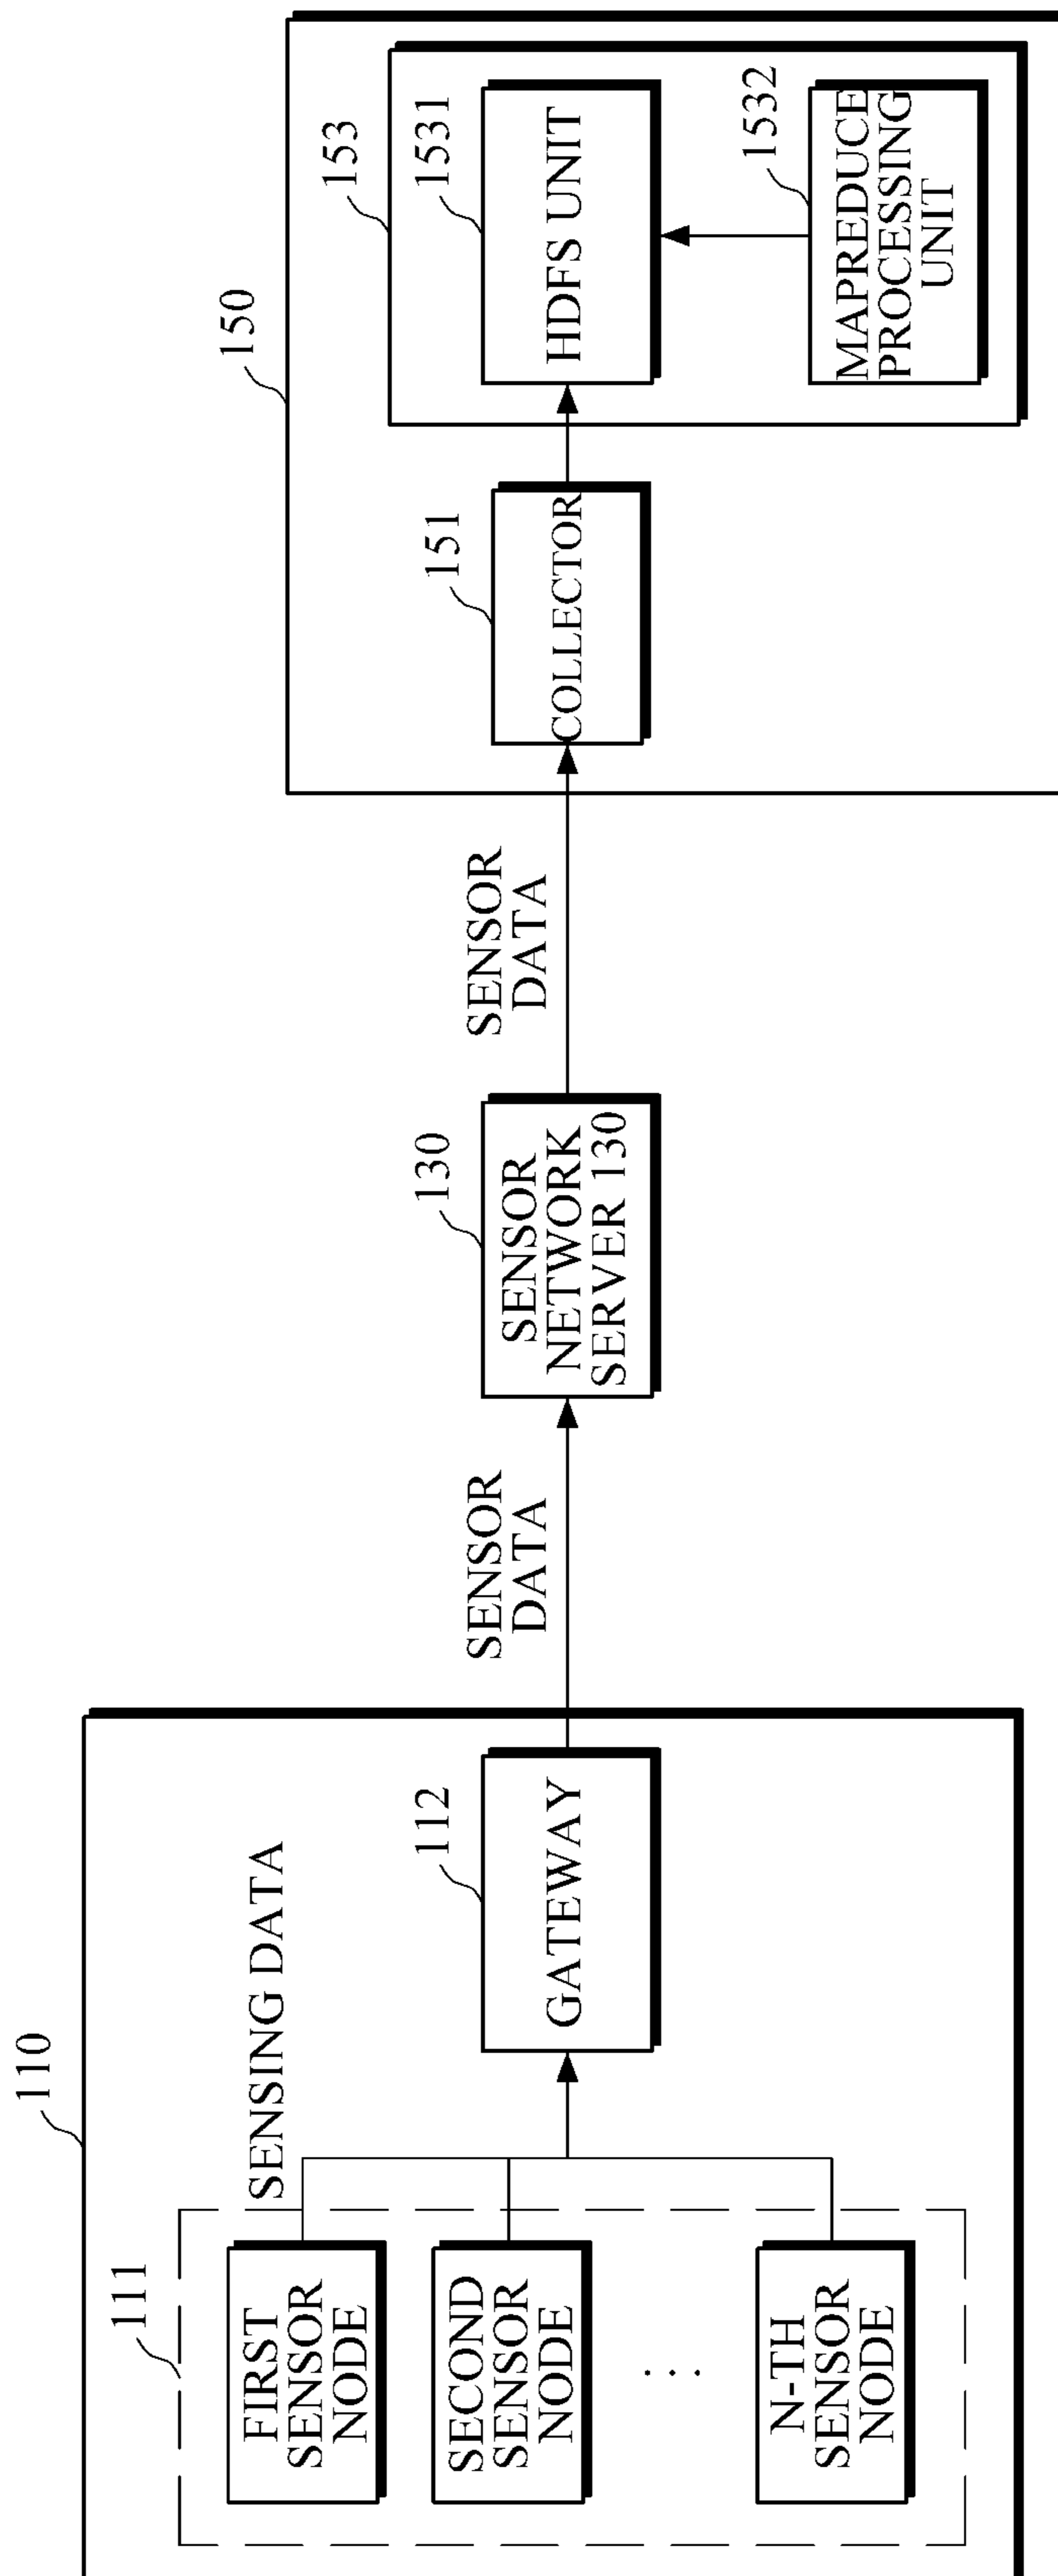 110
111
FIRST
SENSOR
NODE
SECOND
SENSOR
NODE
. . .
N-TH
SENSOR
NODE
SENSING DATA
112
GATEWAY
SENSOR
DATA
130
SENSOR
NETWORK
SERVER 130
SENSOR
DATA
150
151
COLLECTOR
153
1531
HDFS UNIT
1532
MAPREDUCE
PROCESSING
UNIT